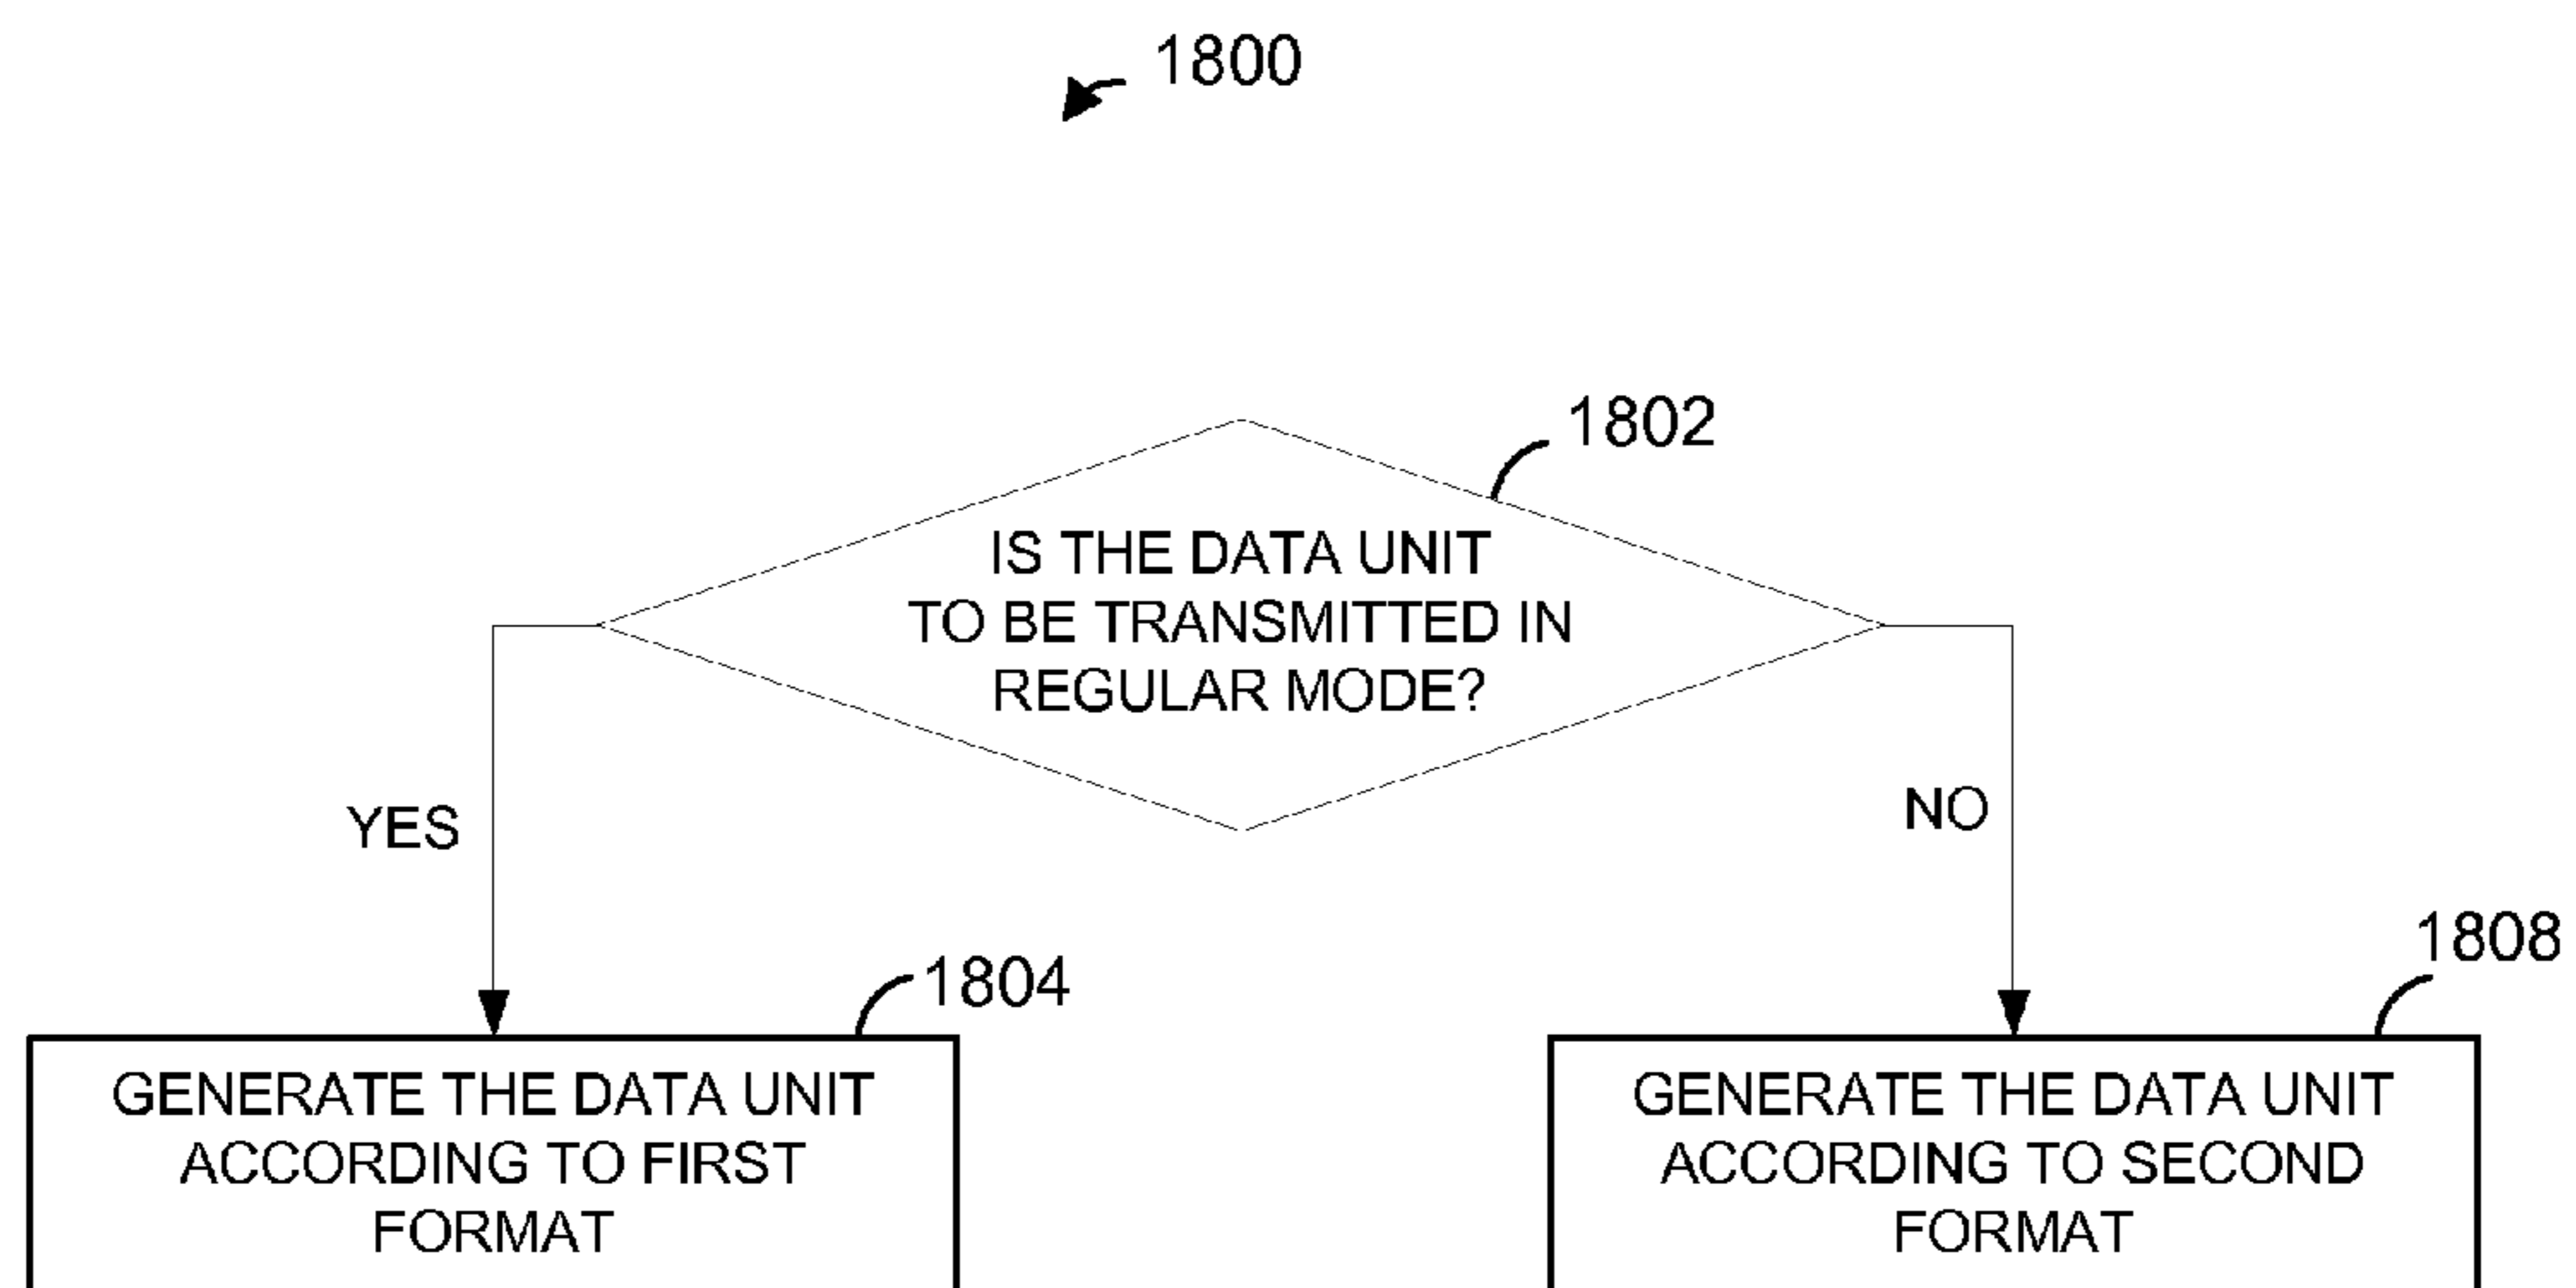 1800
1802
IS THE DATA UNIT
TO BE TRANSMITTED IN
REGULAR MODE?
YES
NO
1804
1808
GENERATE THE DATA UNIT
ACCORDING TO FIRST
FORMAT
GENERATE THE DATA UNIT
ACCORDING TO SECOND
FORMAT